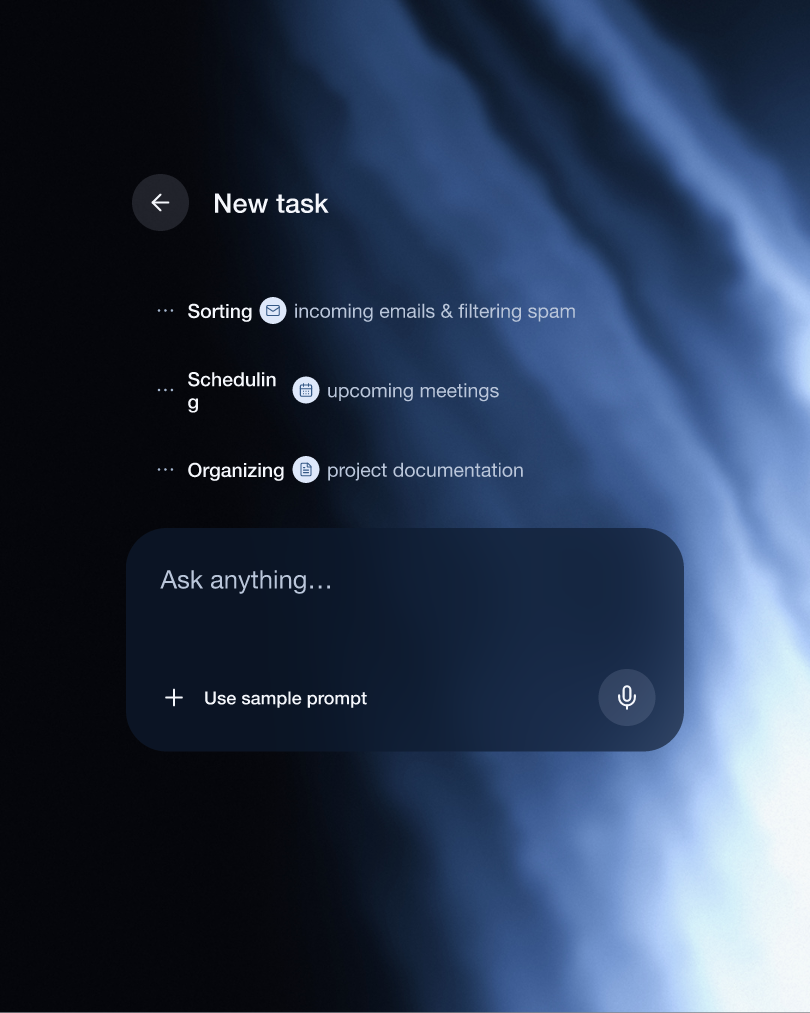 New task
Sorting incoming emails & filtering spam
Schedulin
g upcoming meetings
Organizing project documentation
Ask anything...
Use sample prompt